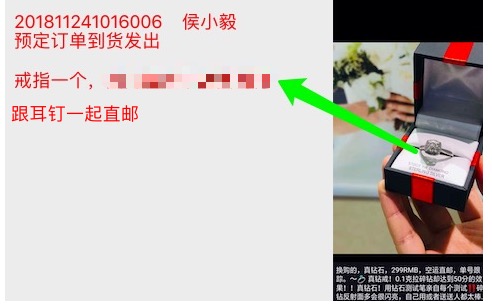 201811241016006 侯小毅
预定订单到货发出
戒指一个，
跟耳钉一起直邮
换购的，真钻石，299RMB，空运直邮，单号跟
踪。～💍 真钻戒！0.1克拉碎钻却达到50分的效
果！！真钻石！用钻石测试笔亲自每个测试‼️碎
钻反射面多会很闪亮，自己用或者送送人都太棒